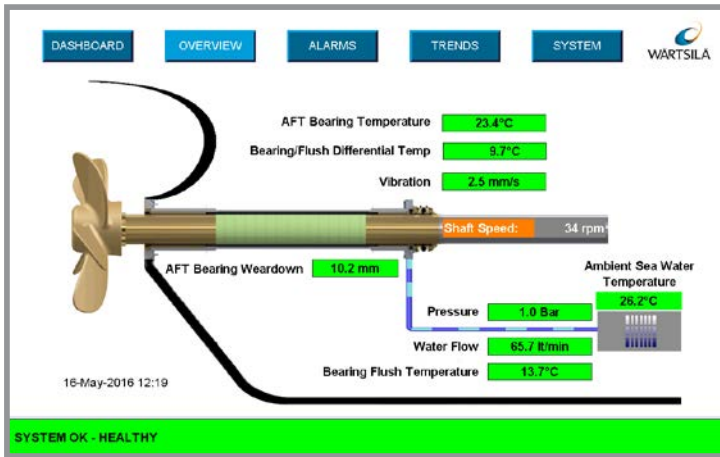 DASHBOARD
OVERVIEW
ALARMS
TRENDS
SYSTEM
WÄRTSILÄ
AFT Bearing Temperature 23.4°C
Bearing/Flush Differential Temp 9.7°C
Vibration 2.5 mm/s
Shaft Speed: 34 rpm
AFT Bearing Weardown 10.2 mm
Ambient Sea Water
Temperature
26.2°C
Pressure 1.0 Bar
Water Flow 65.7 lt/min
Bearing Flush Temperature 13.7°C
16-May-2016 12:19
SYSTEM OK - HEALTHY